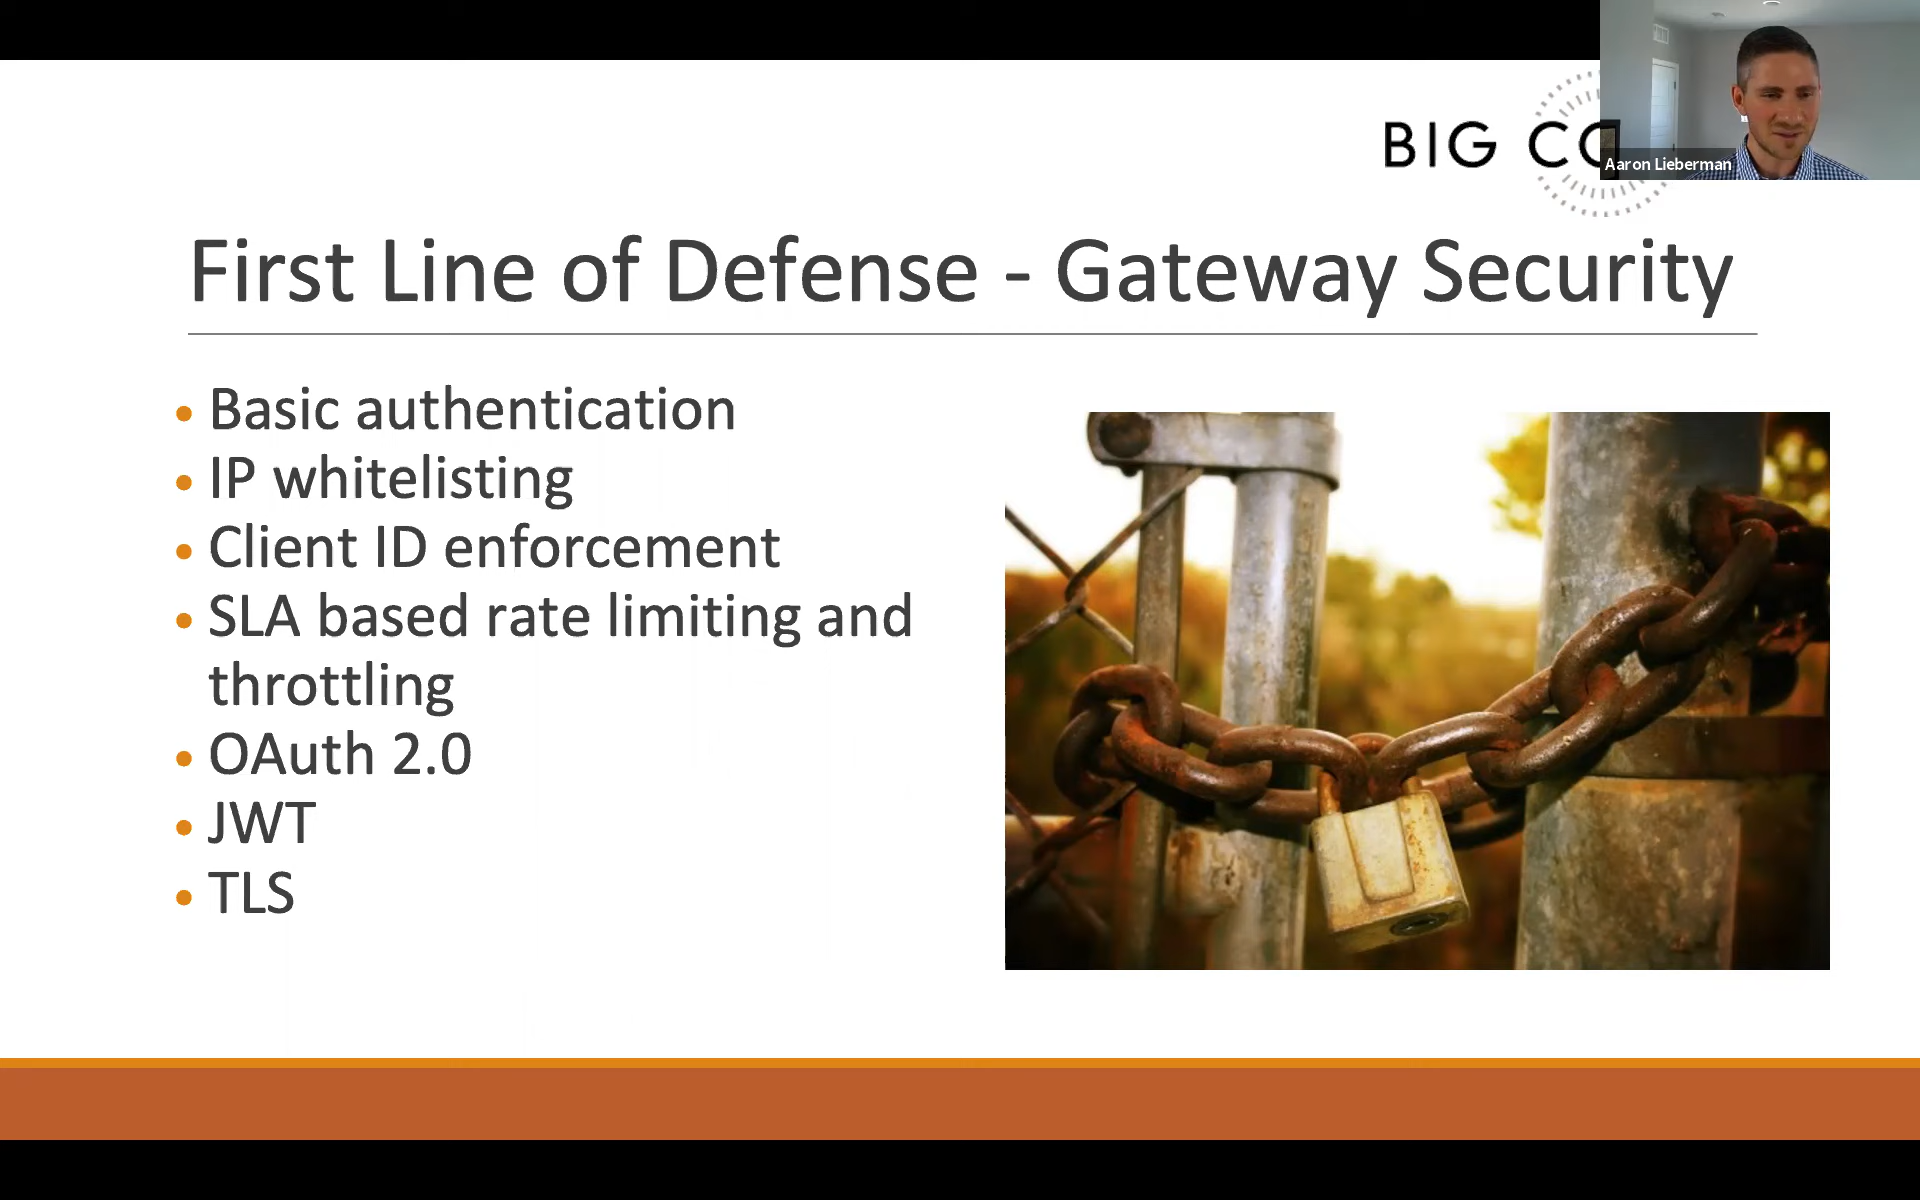 BIG CO
Aaron Lieberman
First Line of Defense - Gateway Security
• Basic authentication
• IP whitelisting
• Client ID enforcement
• SLA based rate limiting and
throttling
• OAuth 2.0
• JWT
• TLS